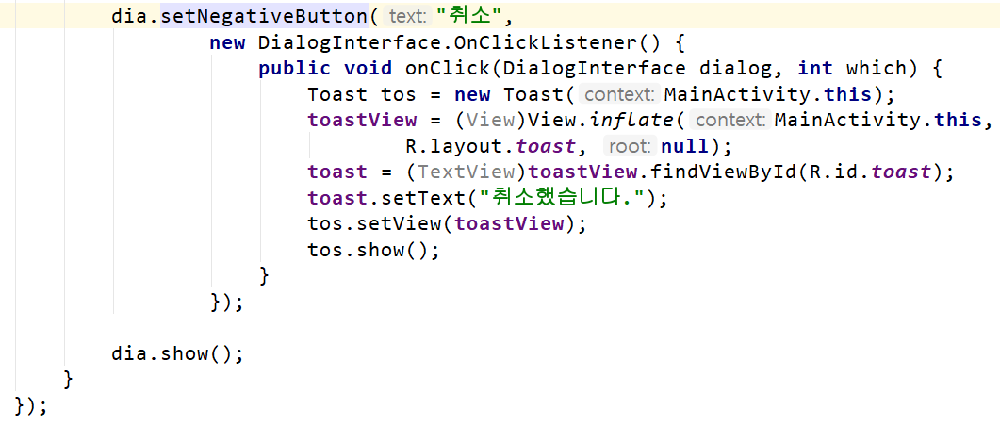 dia.setNegativeButton( text: "취소",
new DialogInterface.OnClickListener() {
public void onClick(DialogInterface dialog, int which) {
Toast tos = new Toast( context: MainActivity.this);
toastView = (View)View.inflate( context: MainActivity.this,
R.layout.toast, root: null);
toast = (TextView)toastView.findViewById(R.id.toast);
toast.setText("취소했습니다.");
tos.setView(toastView);
tos.show();
}
});
dia.show();
}
});